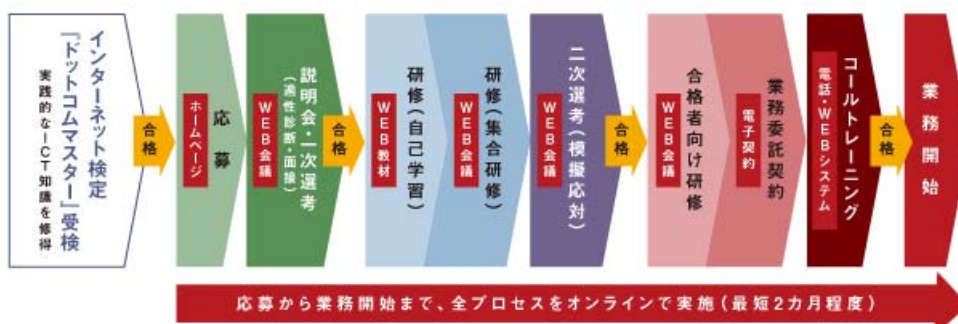 インターネット検定
「ドットコムマスター」受検
実践的なICT知識を修得
合格
応募
ホームページ
説明会・一次選考
(適性診断・面接)
WEB会議
合格
研修(自己学習)
WEB教材
研修(集合研修)
WEB会議
二次選考(模擬応対)
WEB会議
合格
合格者向け研修
WEB会議
業務委託契約
電子契約
コールトレーニング
電話・WEBシステム
合格
業務開始
応募から業務開始まで、全プロセスをオンラインで実施(最短2カ月程度)